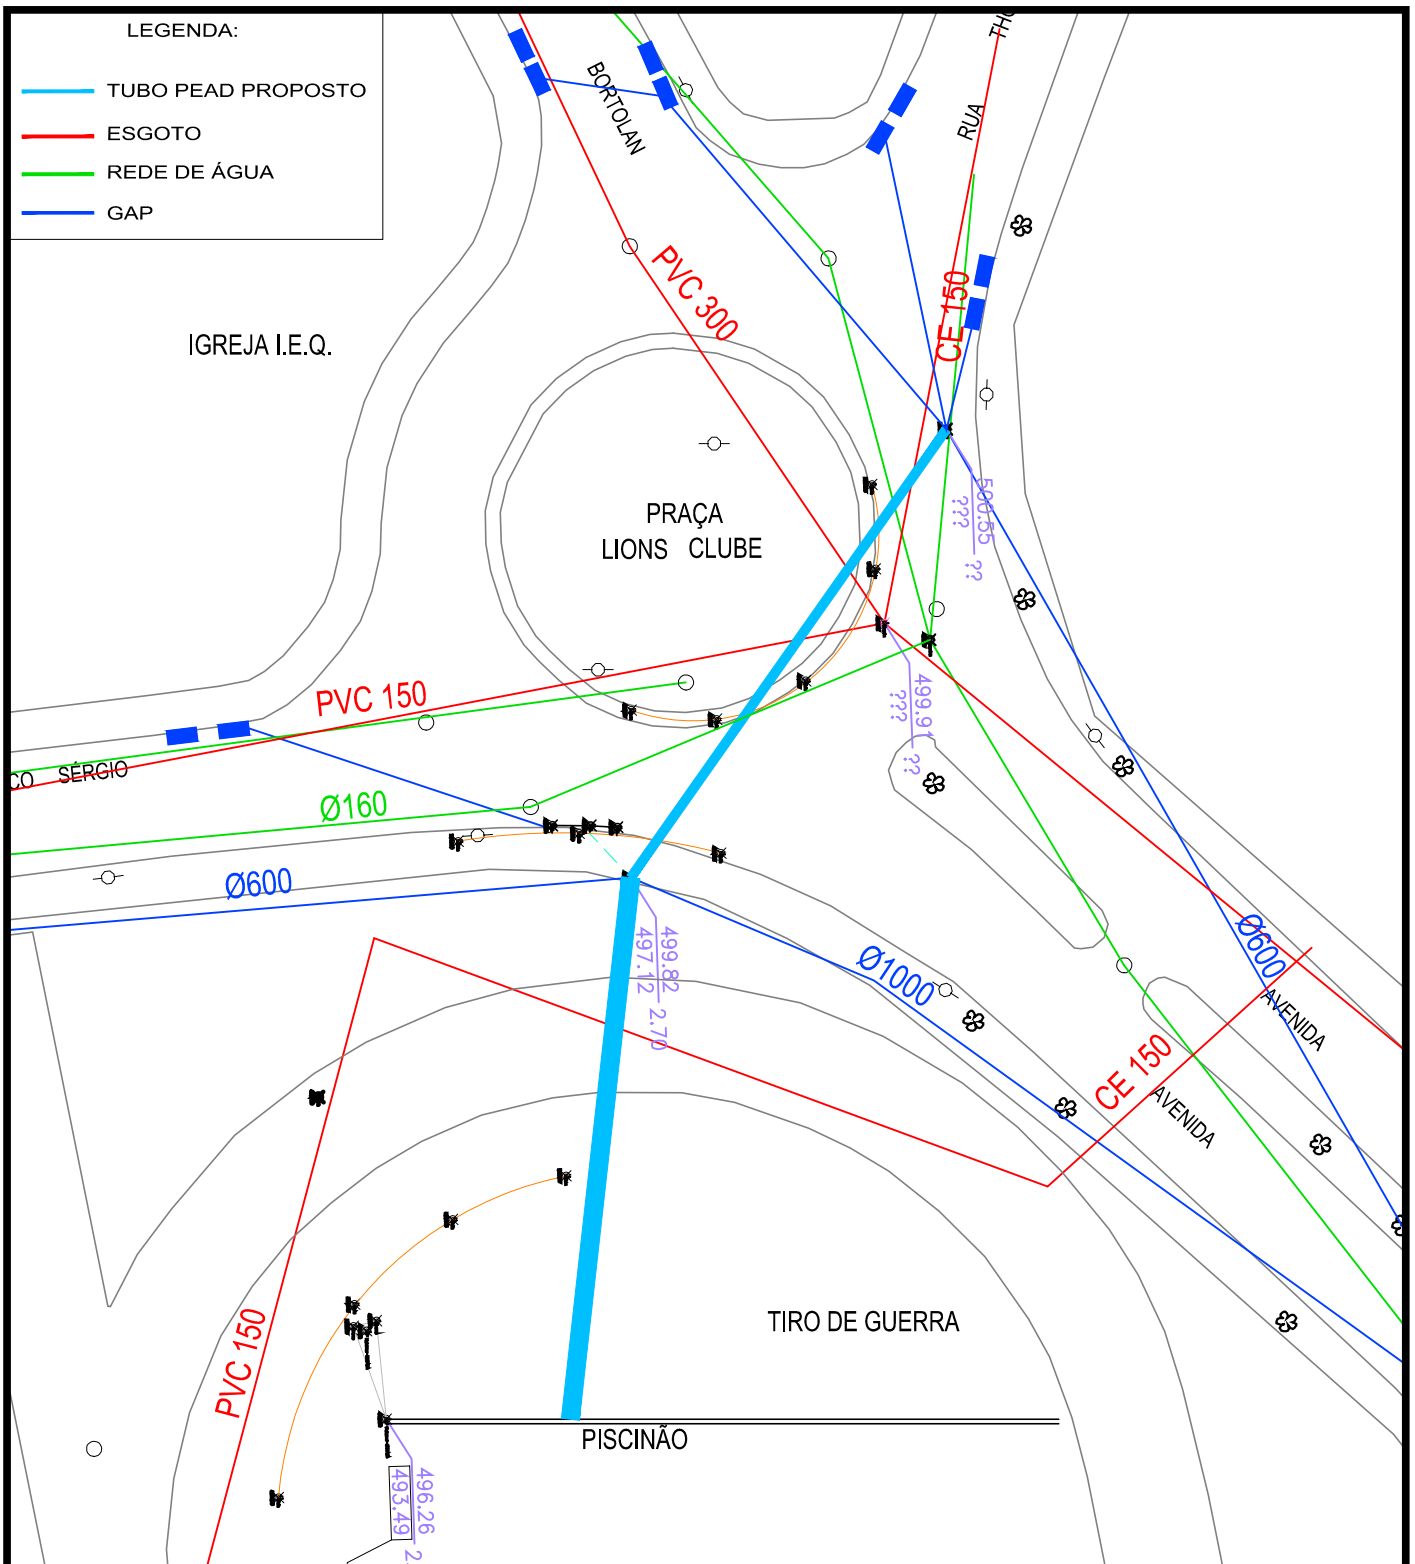 LEGENDA:
TUBO PEAD PROPOSTO
ESGOTO
REDE DE ÁGUA
GAP
BORTOLAN
RUA
PVC 300
CE 150
IGREJA I.E.Q.
PRAÇA
LIONS CLUBE
500.55
???
??
499.91
???
??
PVC 150
SÉRGIO
Ø160
Ø600
499.82
497.12
2.70
Ø1000
Ø600
AVENIDA
CE 150
AVENIDA
PVC 150
TIRO DE GUERRA
PISCINÃO
496.26
493.49